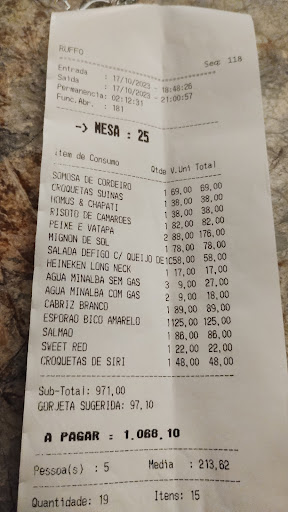 RUFFO
Seq: 118
Entrada : 17/10/2023 - 18:48:26
Saida : 17/10/2023 - 21:00:57
Permanencia: 02:12:31
Func.Abr. : 181
-> MESA : 25
item de Consumo Qtde V.Uni Total
SOMOSA DE CORDEIRO 1 69,00 69,00
CROQUETAS SUINAS 1 38,00 38,00
HOMUS & CHAPATI 1 38,00 38,00
RISOTO DE CAMAROES 1 82,00 82,00
PEIXE E VATAPA 2 88,00 176,00
MIGNON DE SOL 1 78,00 78,00
SALADA DEFIGO C/ QUEIJO DE 1C58,00 58,00
HEINEKEN LONG NECK 1 17,00 17,00
AGUA MINALBA SEM GAS 3 9,00 27,00
AGUA MINALBA COM GAS 2 9,00 18,00
CABRIZ BRANCO 1 89,00 89,00
ESPORAO BICO AMARELO 1125,00 125,00
SALMAO 1 86,00 86,00
SWEET RED 1 22,00 22,00
CROQUETAS DE SIRI 1 48,00 48,00
Sub-Total: 971,00
GORJETA SUGERIDA: 97,10
A PAGAR : 1.068,10
Pessoa(s) : 5 Media : 213,62
Quantidade: 19 Itens: 15